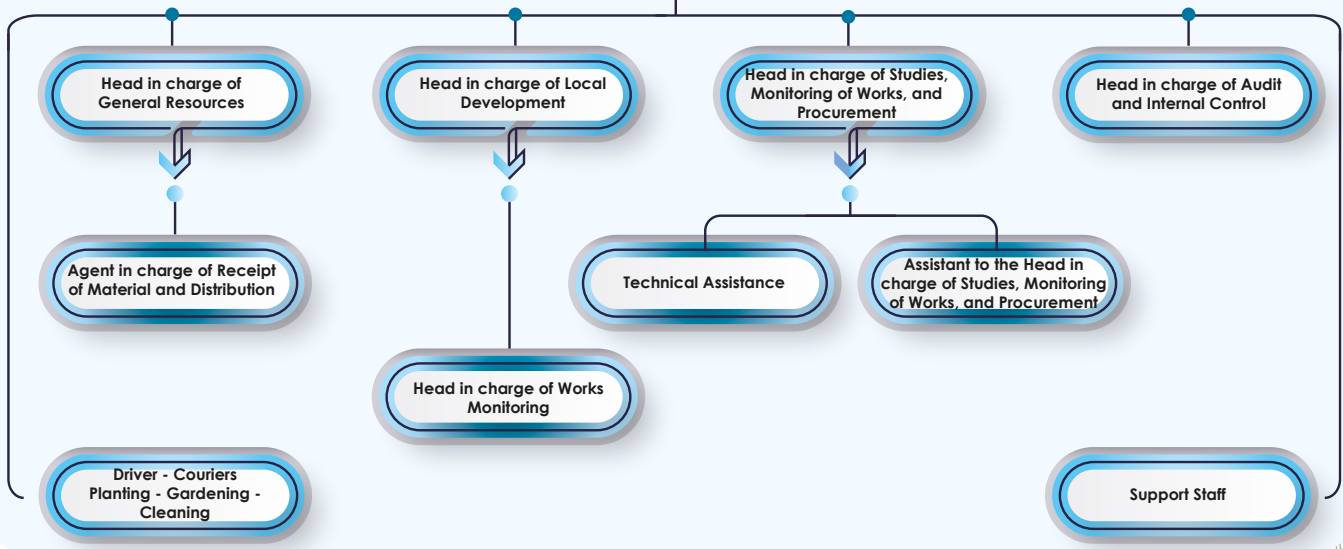 Head in charge of
General Resources
Head in charge of Local
Development
Head in charge of Studies,
Monitoring of Works, and
Procurement
Head in charge of Audit
and Internal Control
Agent in charge of Receipt
of Material and Distribution
Technical Assistance
Assistant to the Head in
charge of Studies, Monitoring
of Works, and Procurement
Head in charge of Works
Monitoring
Driver - Couriers
Planting - Gardening -
Cleaning
Support Staff